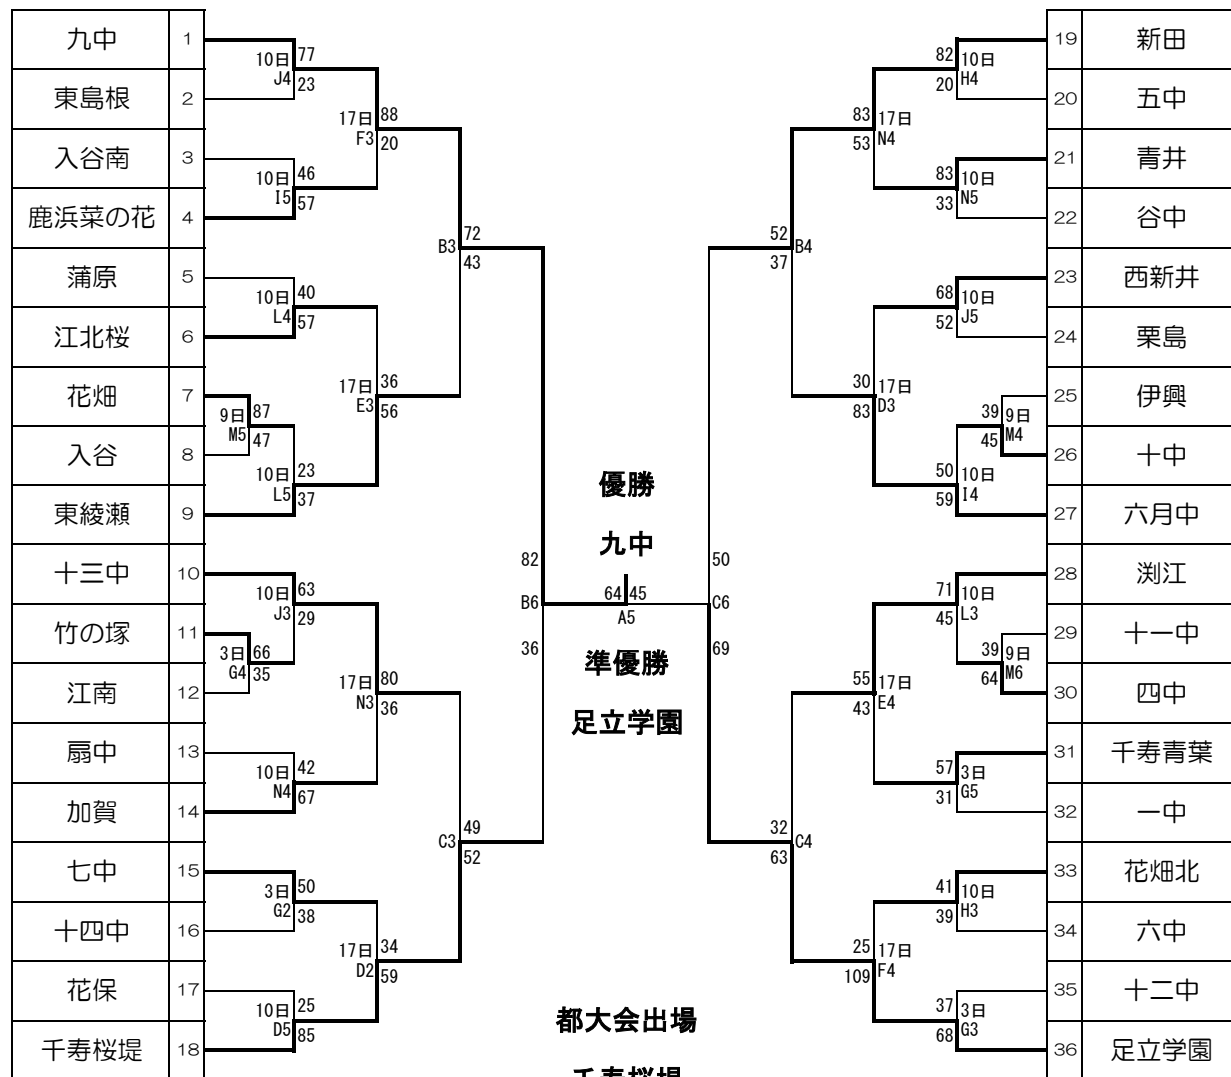 九中 1
東島根 2
入谷南 3
鹿浜菜の花 4
蒲原 5
江北桜 6
花畑 7
入谷 8
東綾瀬 9
十三中 10
竹の塚 11
江南 12
扇中 13
加賀 14
七中 15
十四中 16
花保 17
千寿桜堤 18
10日 77
J4 23
10日 46
I5 57
10日 40
L4 57
9日 87
M5 47
10日 23
L5 37
10日 63
J3 29
3日 66
G4 35
10日 42
N4 67
3日 50
G2 38
10日 25
D5 85
17日 88
F3 20
17日 36
E3 56
17日 80
N3 36
17日 34
D2 59
72
B3
43
49
C3
52
82
B6
36
優勝
九中
64 45
A5
準優勝
足立学園
都大会出場
50
C6
69
52
B4
37
32
C4
63
83 17日
53 N4
30 17日
83 D3
55 17日
43 E4
25 17日
109 F4
82 10日
20 H4
83 10日
33 N5
68 10日
52 J5
39 9日
45 M4
50 10日
59 I4
71 10日
45 L3
39 9日
64 M6
57 3日
31 G5
41 10日
39 H3
37 3日
68 G3
19 新田
20 五中
21 青井
22 谷中
23 西新井
24 栗島
25 伊興
26 十中
27 六月中
28 渕江
29 十一中
30 四中
31 千寿青葉
32 一中
33 花畑北
34 六中
35 十二中
36 足立学園